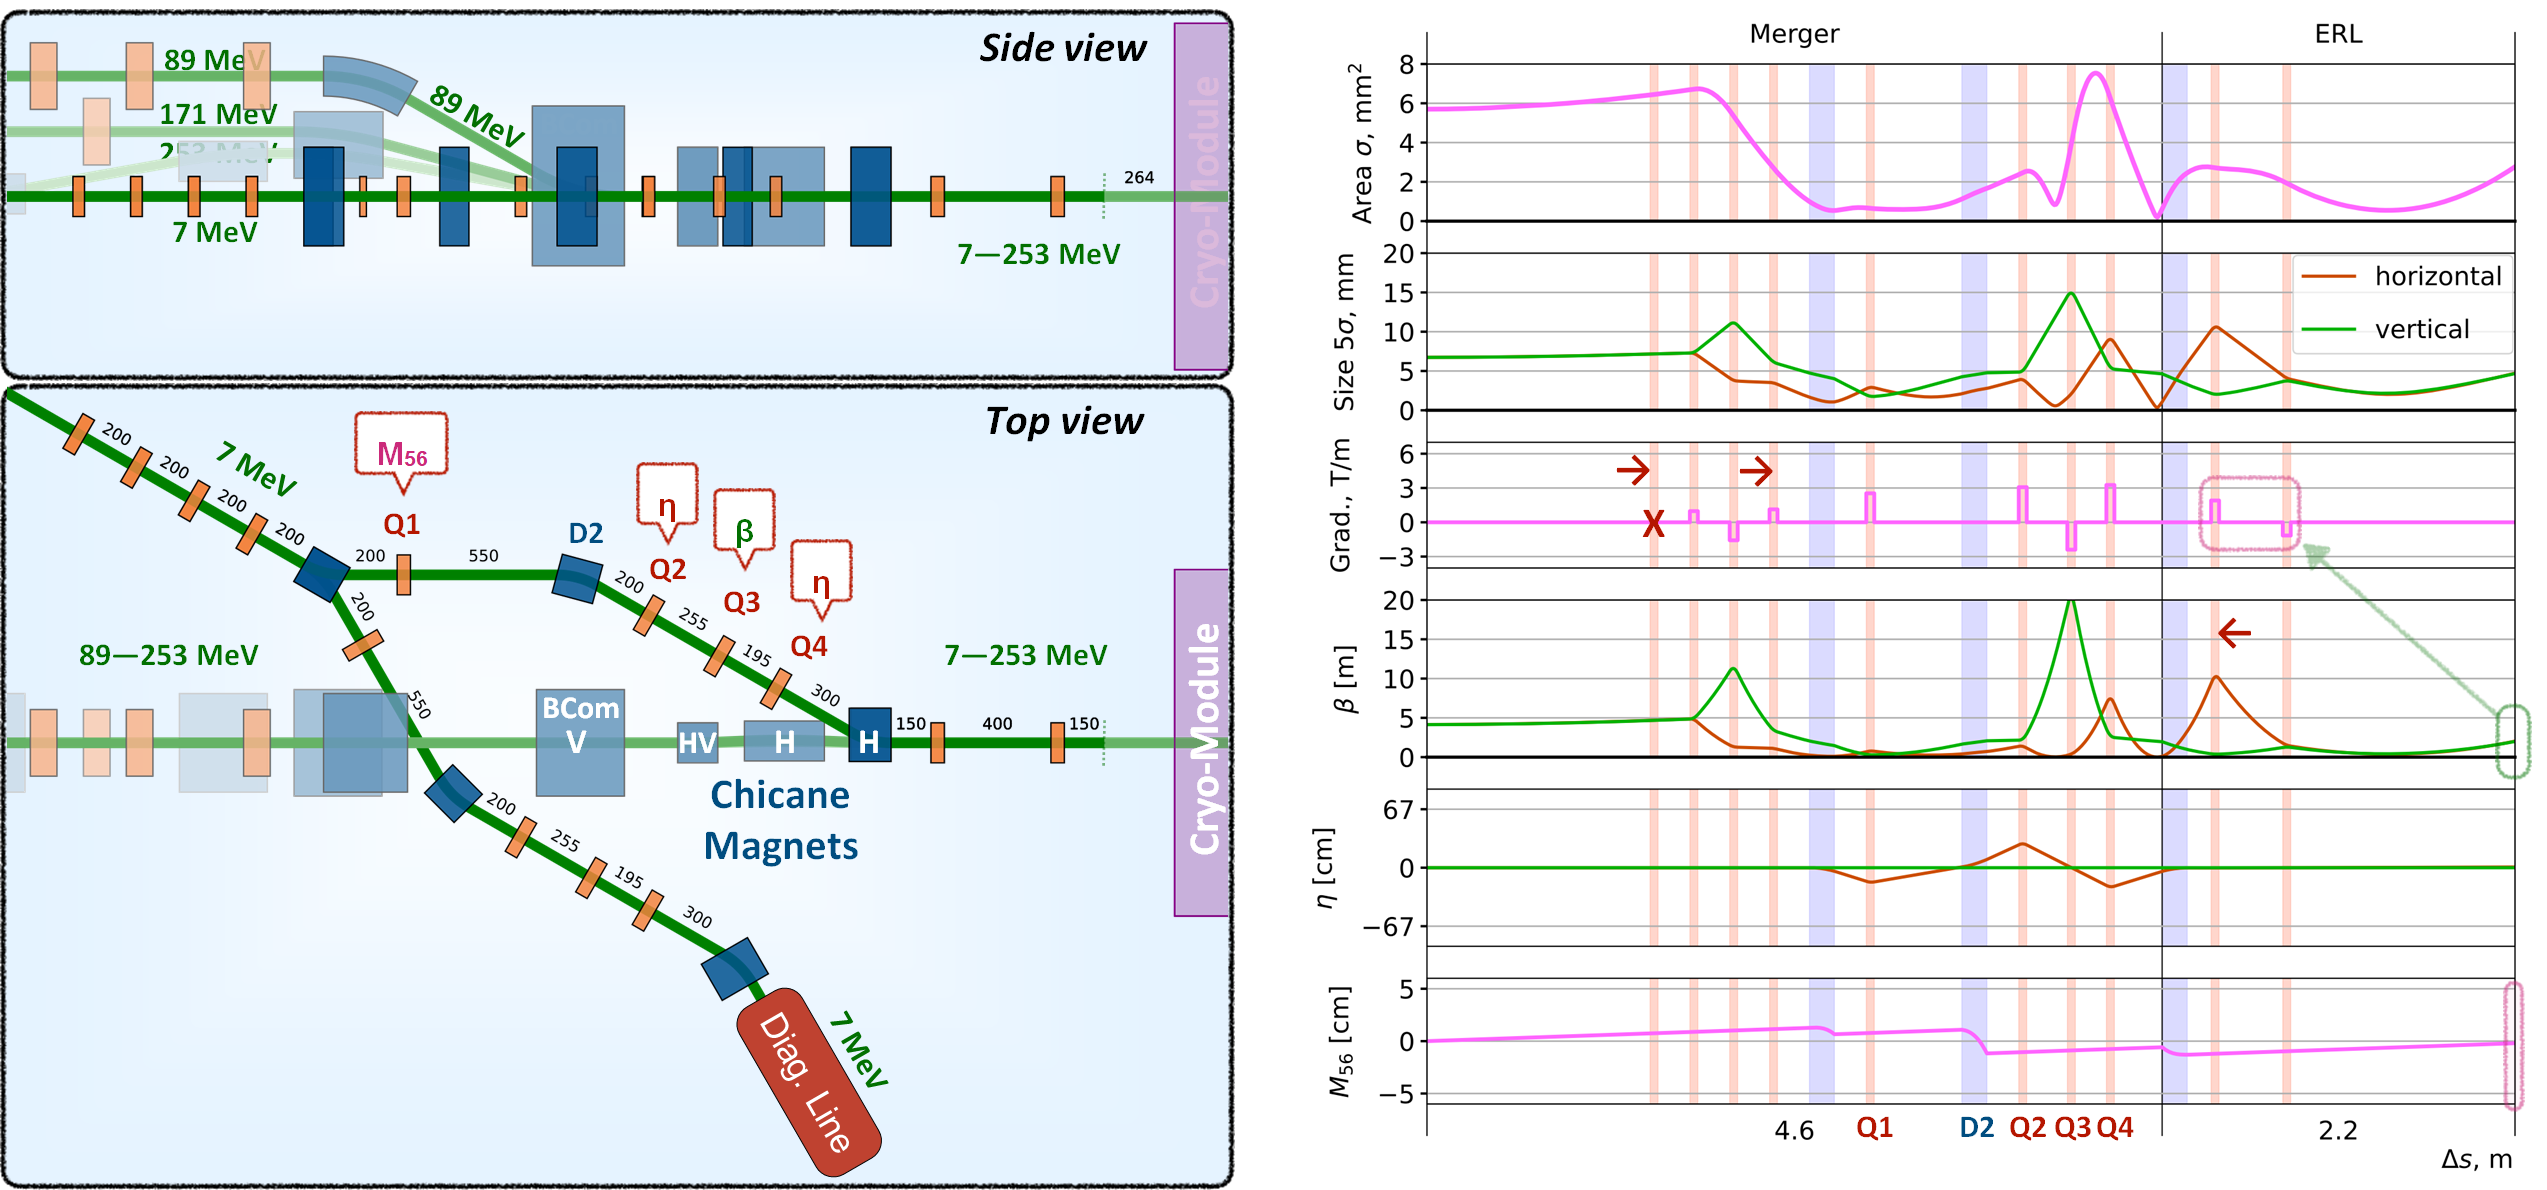 Side view
89 MeV
171 MeV
253 MeV
89 MeV
7 MeV
264
7—253 MeV
Cryo-Module
Top view
200
200
200
200
7 MeV
M56
Q1
200
550
D2
η
Q2
β
Q3
η
Q4
200
255
195
300
200
550
89—253 MeV
7—253 MeV
BCom
V
HV
H
H
150
400
150
Chicane
Magnets
Cryo-Module
200
255
195
300
7 MeV
Diag. Line
Merger
ERL
Area σ, mm²
8
6
4
2
0
Size 5σ, mm
20
15
10
5
0
horizontal
vertical
Grad., T/m
6
3
0
−3
X
β [m]
20
15
10
5
0
η [cm]
67
0
−67
M56 [cm]
5
0
−5
4.6
Q1
D2
Q2
Q3
Q4
2.2
Δs, m